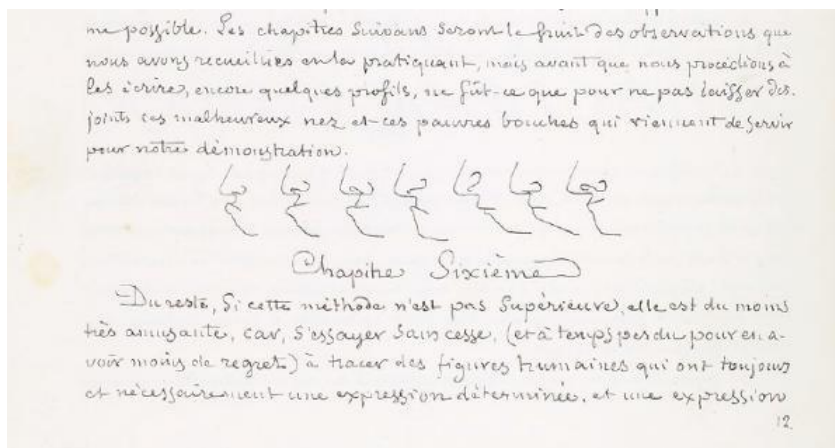 me possible. Les chapitres suivans seront le fruit des observations que
nous avons recueillies en la pratiquant, mais avant que nous procédions à
les écrire, encore quelques profils, ne fût-ce que pour ne pas laisser dis-
joints ces malheureux nez et ces pauvres bouches qui viennent de servir
pour notre démonstration.
Chapitre Sixième
Du reste, si cette méthode n'est pas supérieure, elle est du moins
très amusante, car, s'essayer sans cesse, (et à temps perdu pour en a-
voir moins de regret) à tracer des figures humaines qui ont toujours
et nécessairement une expression déterminée, et une expression
12.